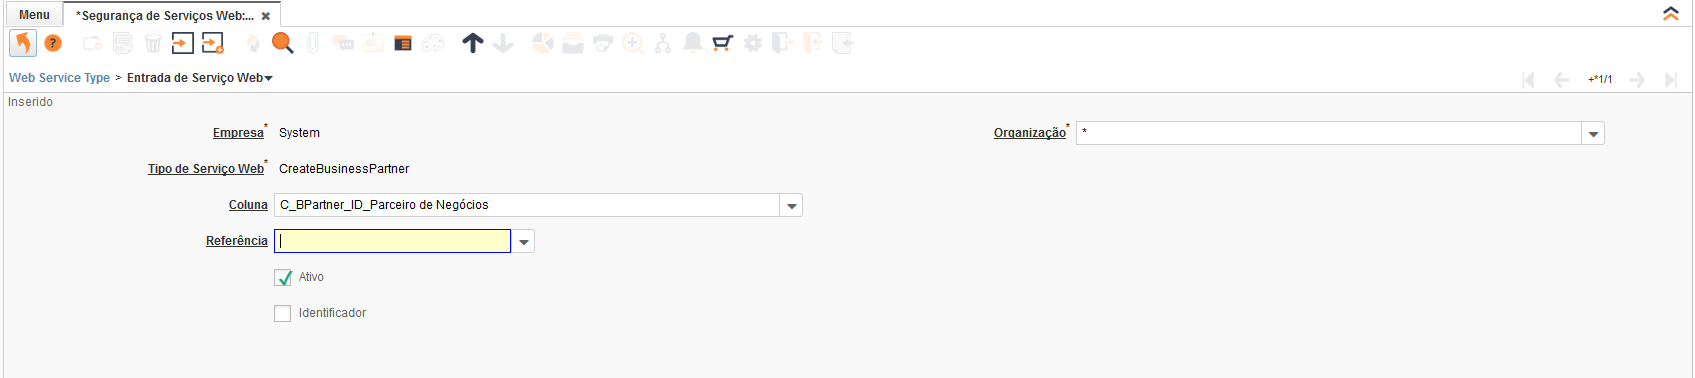 Menu *Segurança de Serviços Web:...
Web Service Type > Entrada de Serviço Web +*1/1
Inserido
Empresa* System Organização* *
Tipo de Serviço Web* CreateBusinessPartner
Coluna C_BPartner_ID_Parceiro de Negócios
Referência
Ativo
Identificador